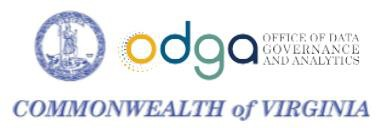 odga
OFFICE OF DATA
GOVERNANCE
AND ANALYTICS
COMMONWEALTH of VIRGINIA